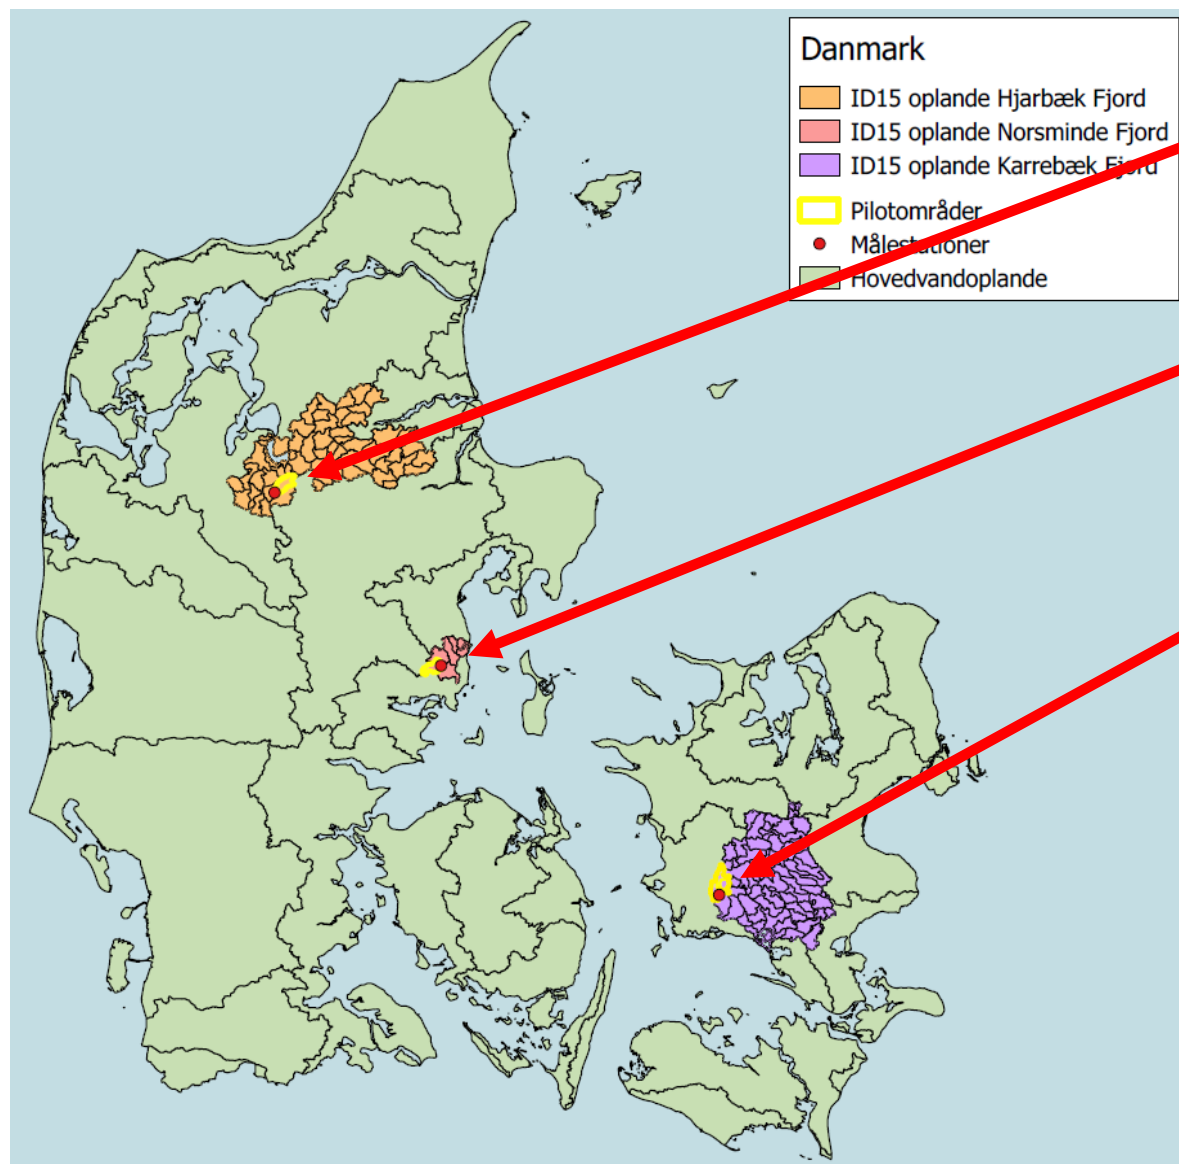 Danmark
ID15 oplande Hjarbæk Fjord
ID15 oplande Norsminde Fjord
ID15 oplande Karrebæk Fjord
Pilotområder
Målestationer
Hovedvandoplande